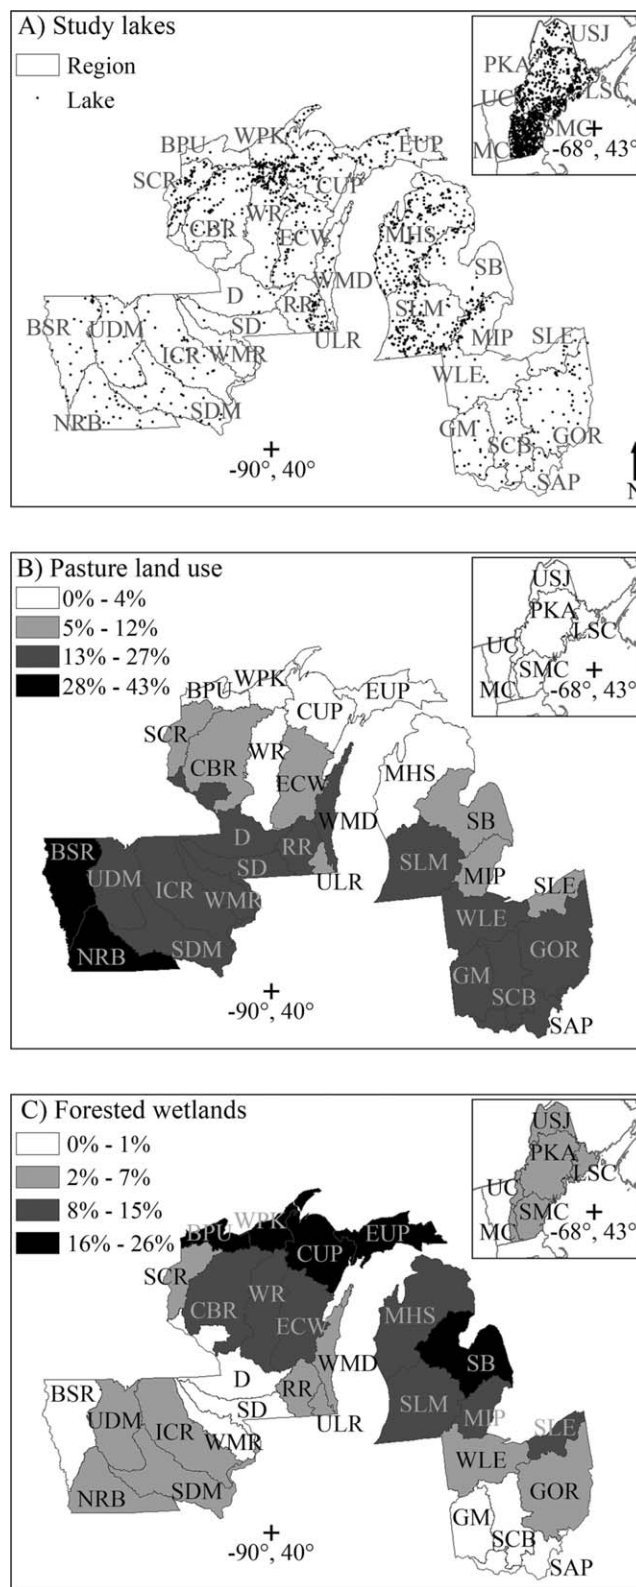 A) Study lakes
Region
Lake
USJ
PKA
UC
LSC
SMC
MC
-68°, 43°
BPU
WPK
EUP
SCR
CUP
CBR
WR
ECW
MHS
WMD
SB
D
RR
SLM
BSR
UDM
SD
ULR
MIP
SLE
ICR
WMR
WLE
NRB
SDM
GM
SCB
GOR
SAP
-90°, 40°
N
B) Pasture land use
0% - 4%
5% - 12%
13% - 27%
28% - 43%
USJ
PKA
UC
LSC
SMC
MC
-68°, 43°
BPU
WPK
EUP
SCR
CUP
CBR
WR
ECW
MHS
WMD
SB
D
RR
SLM
BSR
UDM
SD
ULR
MIP
SLE
ICR
WMR
WLE
NRB
SDM
GM
SCB
GOR
SAP
-90°, 40°
C) Forested wetlands
0% - 1%
2% - 7%
8% - 15%
16% - 26%
USJ
PKA
UC
LSC
SMC
MC
-68°, 43°
BPU
WPK
EUP
SCR
CUP
CBR
WR
ECW
MHS
WMD
SB
D
RR
SLM
BSR
UDM
SD
ULR
MIP
SLE
ICR
WMR
WLE
NRB
SDM
GM
SCB
GOR
SAP
-90°, 40°